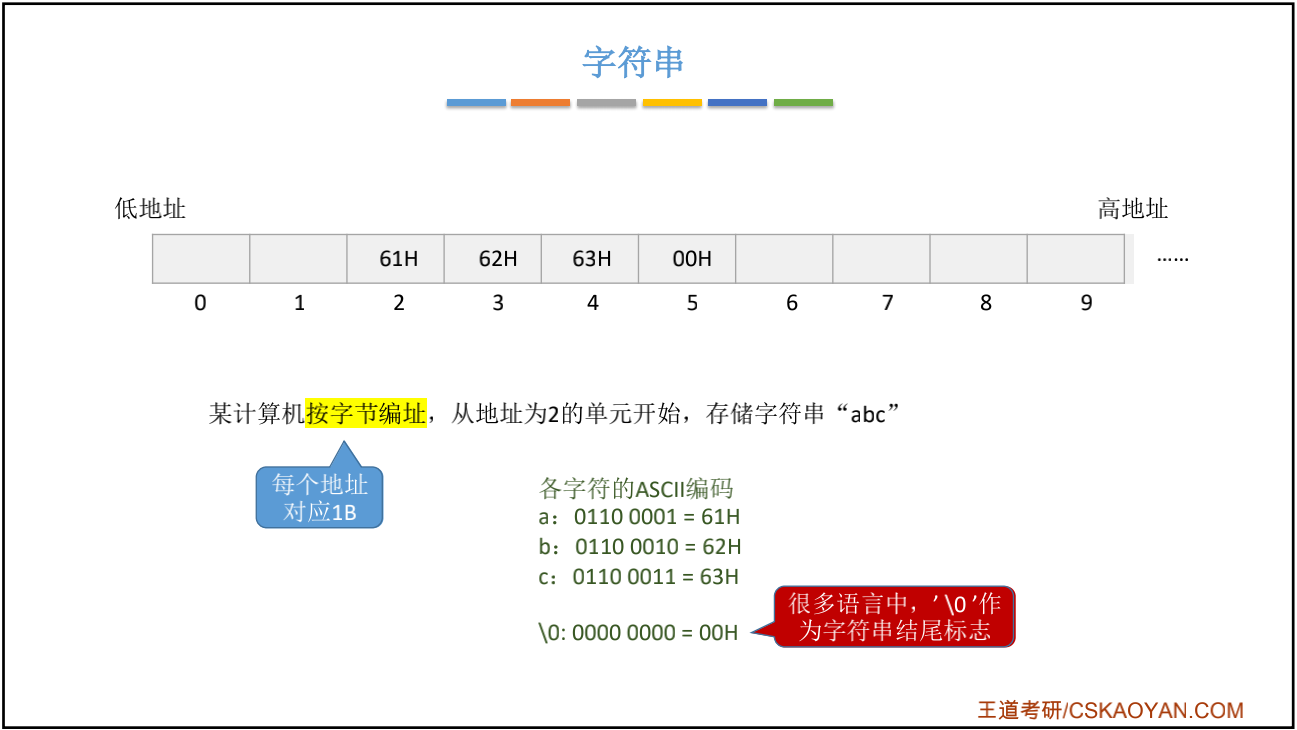 字符串
低地址 高地址
61H 62H 63H 00H ……
0 1 2 3 4 5 6 7 8 9
某计算机按字节编址，从地址为2的单元开始，存储字符串“abc”
每个地址
对应1B
各字符的ASCII编码
a：0110 0001 = 61H
b：0110 0010 = 62H
c：0110 0011 = 63H
\0: 0000 0000 = 00H
很多语言中，’\0’作
为字符串结尾标志
王道考研/CSKAOYAN.COM